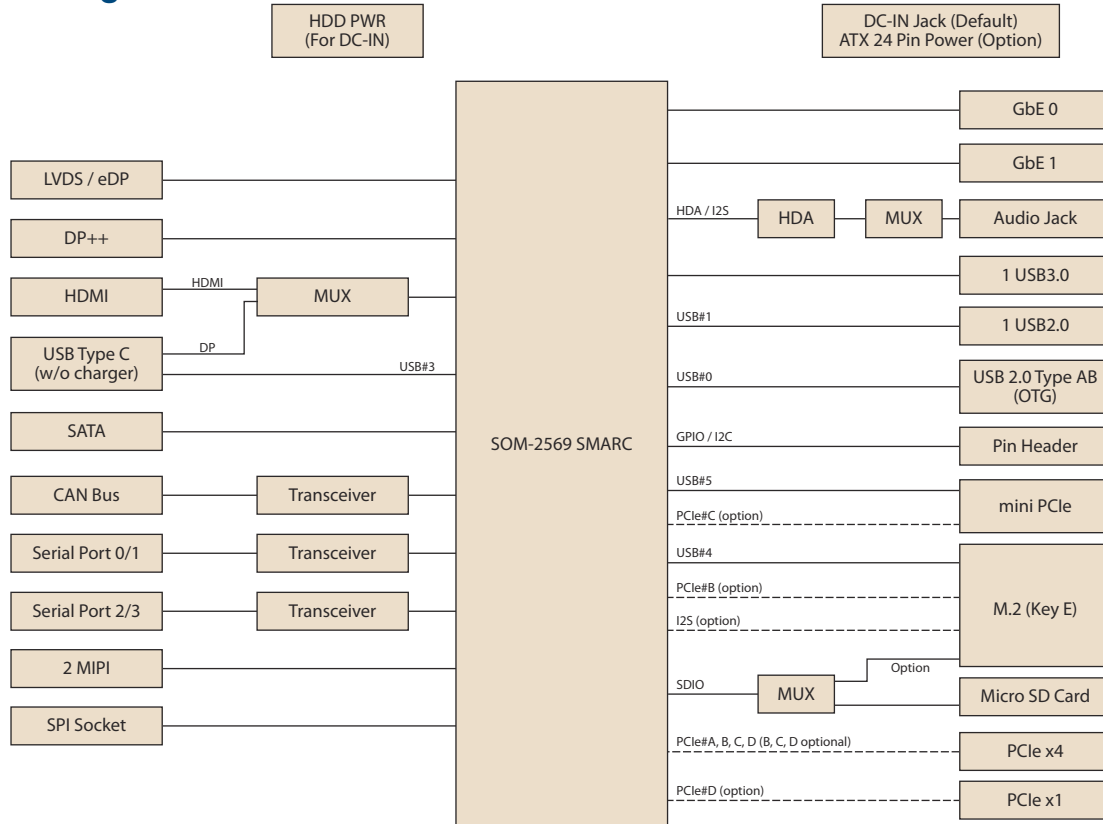 HDD PWR
(For DC-IN)
DC-IN Jack (Default)
ATX 24 Pin Power (Option)
LVDS / eDP
DP++
HDMI
HDMI
MUX
USB Type C
(w/o charger)
DP
USB#3
SATA
CAN Bus
Transceiver
Serial Port 0/1
Transceiver
Serial Port 2/3
Transceiver
2 MIPI
SPI Socket
SOM-2569 SMARC
GbE 0
GbE 1
HDA / I2S
HDA
MUX
Audio Jack
1 USB3.0
USB#1
1 USB2.0
USB#0
USB 2.0 Type AB
(OTG)
GPIO / I2C
Pin Header
USB#5
PCIe#C (option)
mini PCIe
USB#4
PCIe#B (option)
I2S (option)
M.2 (Key E)
Option
SDIO
MUX
Micro SD Card
PCIe#A, B, C, D (B, C, D optional)
PCIe x4
PCIe#D (option)
PCIe x1